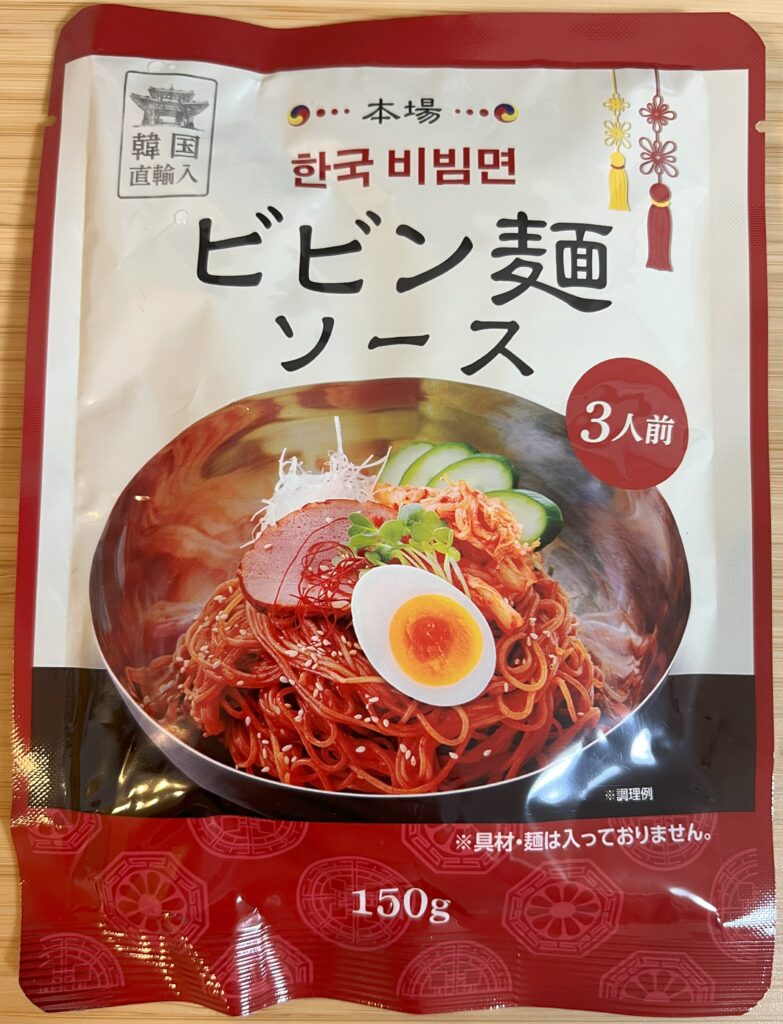 韓国
直輸入
本場
한국 비빔면
ビビン麺
ソース
3人前
※調理例
※具材・麺は入っておりません。
150g